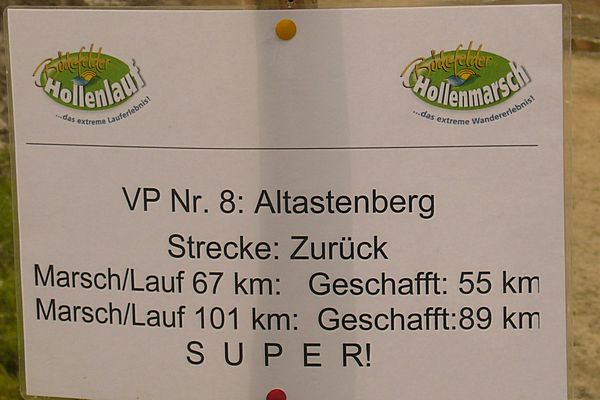 Bödefelder Bödefelder
Hollenlauf Hollenmarsch
...das extreme Lauferlebnis! ...das extreme Wandererlebnis!
VP Nr. 8: Altastenberg
Strecke: Zurück
Marsch/Lauf 67 km: Geschafft: 55 km
Marsch/Lauf 101 km: Geschafft:89 km
S U P E R!